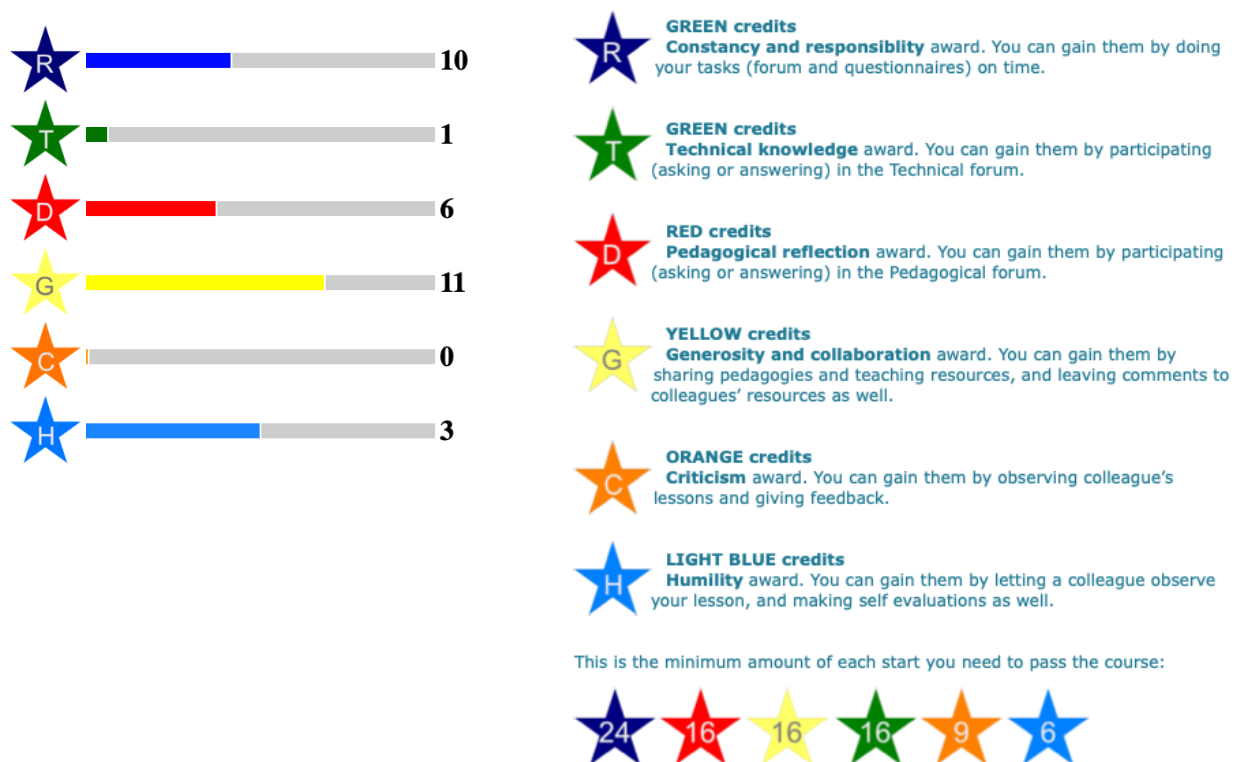 R 10
T 1
D 6
G 11
C 0
H 3
R
GREEN credits
Constancy and responsiblity award. You can gain them by doing
your tasks (forum and questionnaires) on time.
T
GREEN credits
Technical knowledge award. You can gain them by participating
(asking or answering) in the Technical forum.
D
RED credits
Pedagogical reflection award. You can gain them by participating
(asking or answering) in the Pedagogical forum.
G
YELLOW credits
Generosity and collaboration award. You can gain them by
sharing pedagogies and teaching resources, and leaving comments to
colleagues’ resources as well.
C
ORANGE credits
Criticism award. You can gain them by observing colleague’s
lessons and giving feedback.
H
LIGHT BLUE credits
Humility award. You can gain them by letting a colleague observe
your lesson, and making self evaluations as well.
This is the minimum amount of each start you need to pass the course:
24 16 16 16 9 6